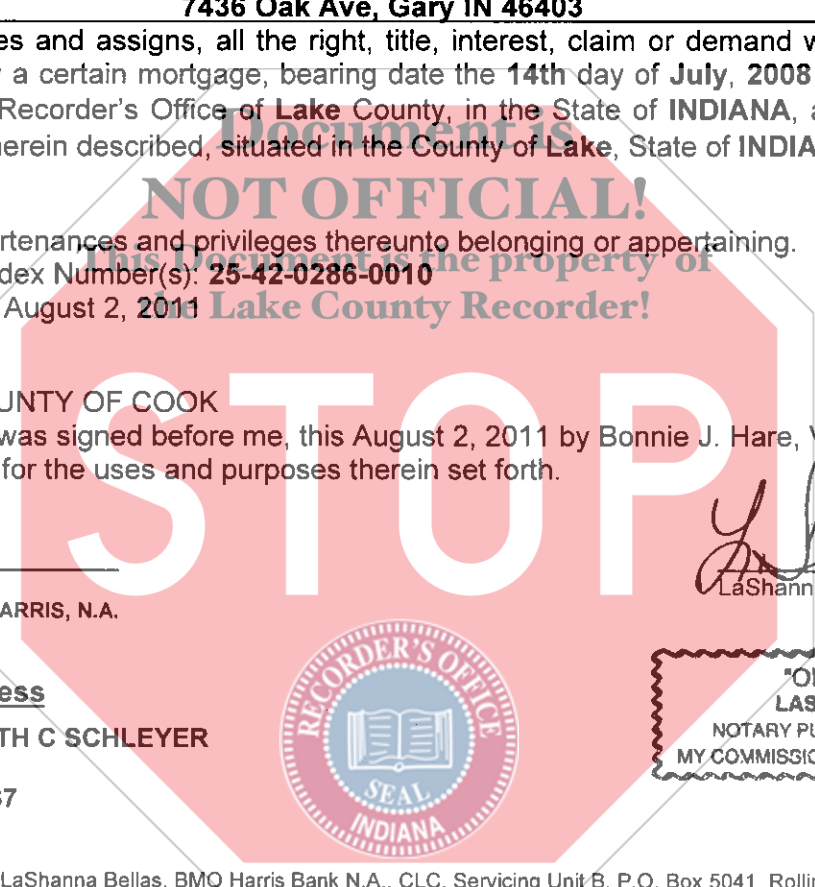 7436 Oak Ave, Gary IN 46403
es and assigns, all the right, title, interest, claim or demand w
a certain mortgage, bearing date the 14th day of July, 2008
Recorder's Office of Lake County, in the State of INDIANA, a
erein described, situated in the County of Lake, State of INDIA
Document is
NOT OFFICIAL!
This Document is the property of
the Lake County Recorder!
rtenances and privileges thereunto belonging or appertaining.
dex Number(s): 25-42-0286-0010
August 2, 2011
STOP
UNTY OF COOK
was signed before me, this August 2, 2011 by Bonnie J. Hare, V
for the uses and purposes therein set forth.
LaShann
ARRIS, N.A.
RECORDER'S OFFICE
SEAL
INDIANA
ess
TH C SCHLEYER
67
"O
LAS
NOTARY PU
MY COMMISSIO
LaShanna Bellas, BMO Harris Bank N.A., CLC, Servicing Unit B, P.O. Box 5041, Rollin